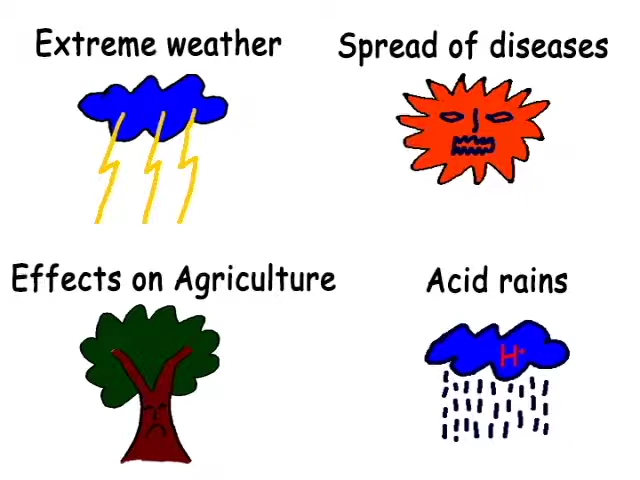 Extreme weather
Spread of diseases
Effects on Agriculture
Acid rains
H+